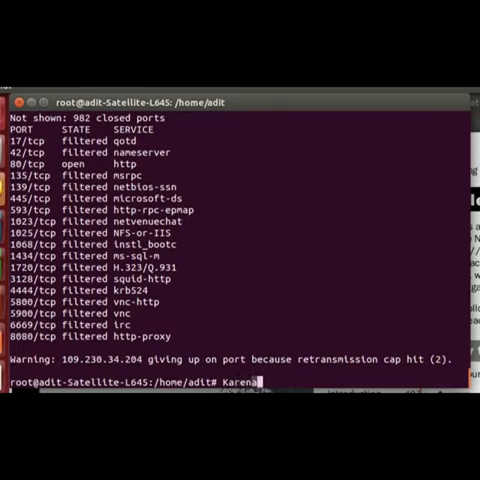 root@adit-Satellite-L645: /home/adit
Not shown: 982 closed ports
PORT STATE SERVICE
17/tcp filtered qotd
42/tcp filtered nameserver
80/tcp open http
135/tcp filtered msrpc
139/tcp filtered netbios-ssn
445/tcp filtered microsoft-ds
593/tcp filtered http-rpc-epmap
1023/tcp filtered netvenuechat
1025/tcp filtered NFS-or-IIS
1068/tcp filtered instl_bootc
1434/tcp filtered ms-sql-m
1720/tcp filtered H.323/Q.931
3128/tcp filtered squid-http
4444/tcp filtered krb524
5800/tcp filtered vnc-http
5900/tcp filtered vnc
6669/tcp filtered irc
8080/tcp filtered http-proxy
Warning: 109.230.34.204 giving up on port because retransmission cap hit (2).
root@adit-Satellite-L645:/home/adit# Karena